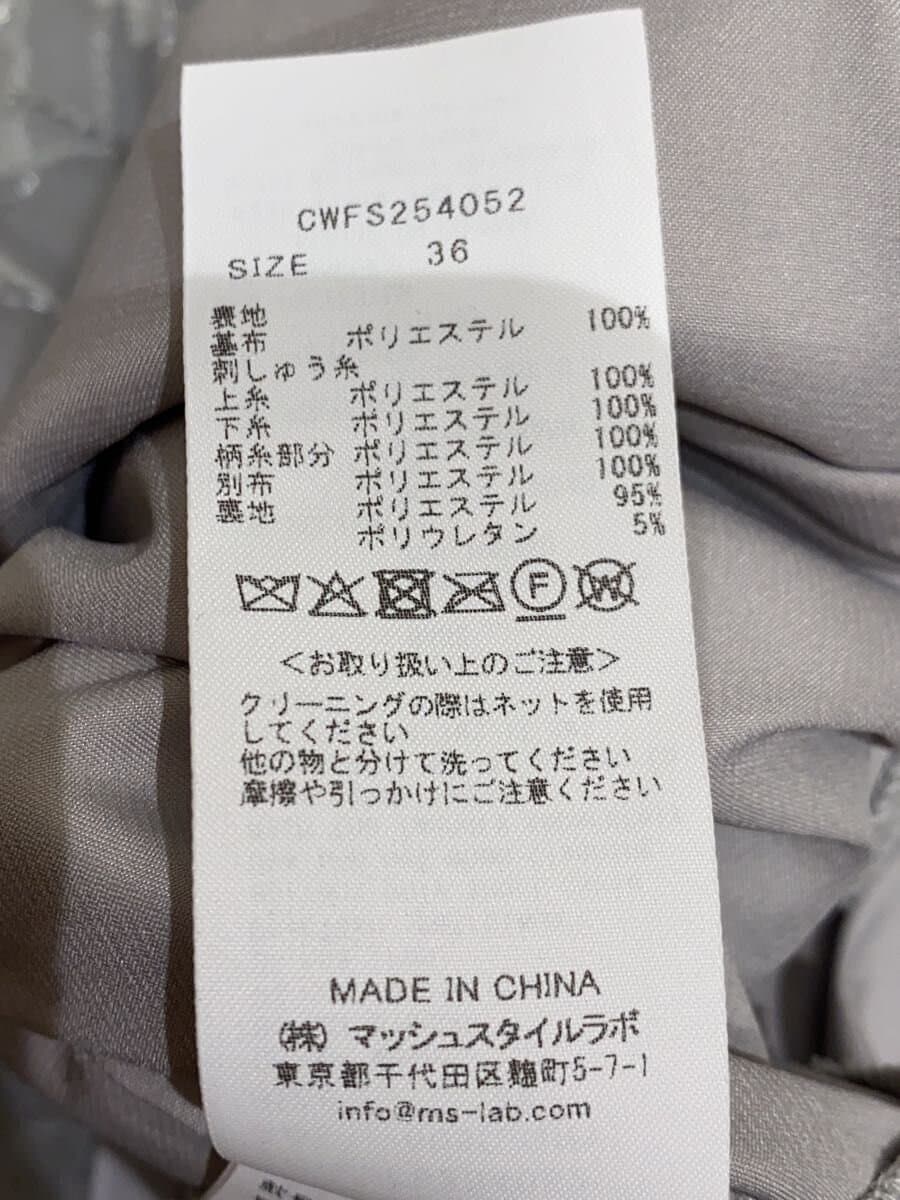 CWFS254052
SIZE 36
表地
基布 ポリエステル 100%
刺しゅう糸
上糸 ポリエステル 100%
下糸 ポリエステル 100%
柄糸部分 ポリエステル 100%
別布 ポリエステル 100%
裏地 ポリエステル 95%
ポリウレタン 5%
F
W
<お取り扱い上のご注意>
クリーニングの際はネットを使用
してください
他の物と分けて洗ってください
摩擦や引っかけにご注意ください
MADE IN CHINA
(株) マッシュスタイルラボ
東京都千代田区麹町5-7-1
info@ms-lab.com